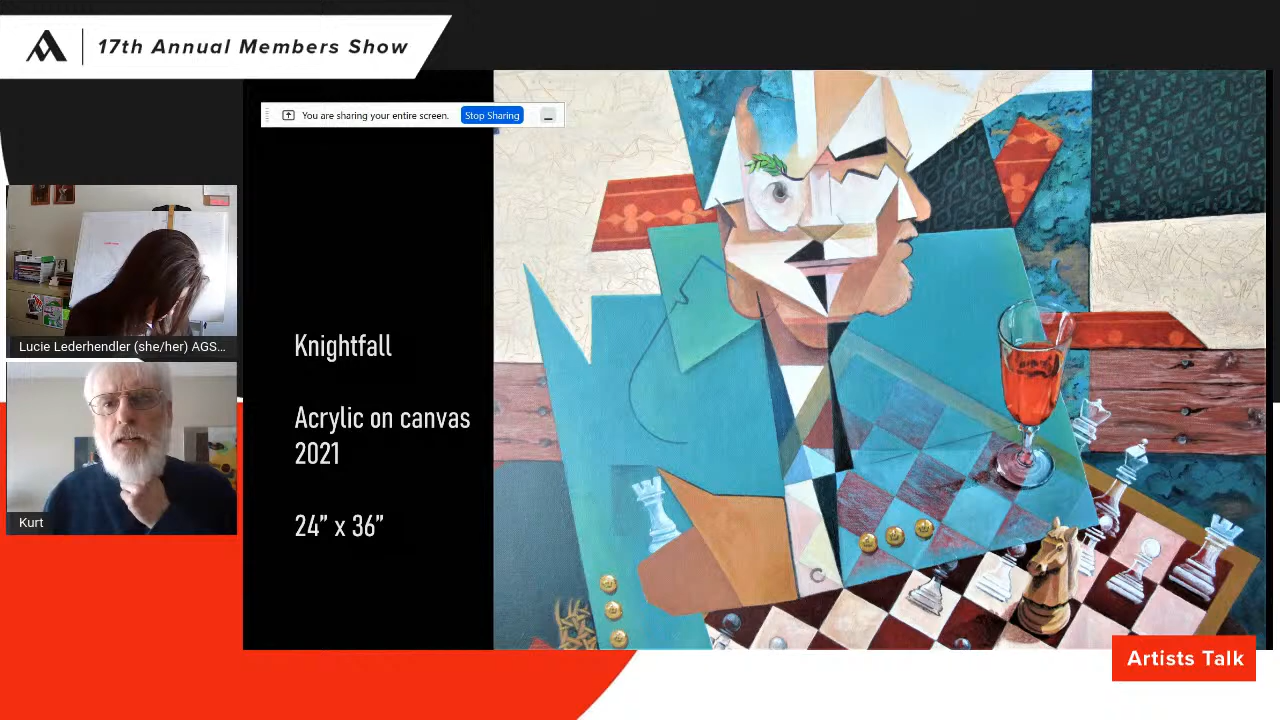 17th Annual Members Show
You are sharing your entire screen.
Stop Sharing
Lucie Lederhendler (she/her) AGS...
Kurt
Knightfall
Acrylic on canvas
2021
24” x 36”
Artists Talk